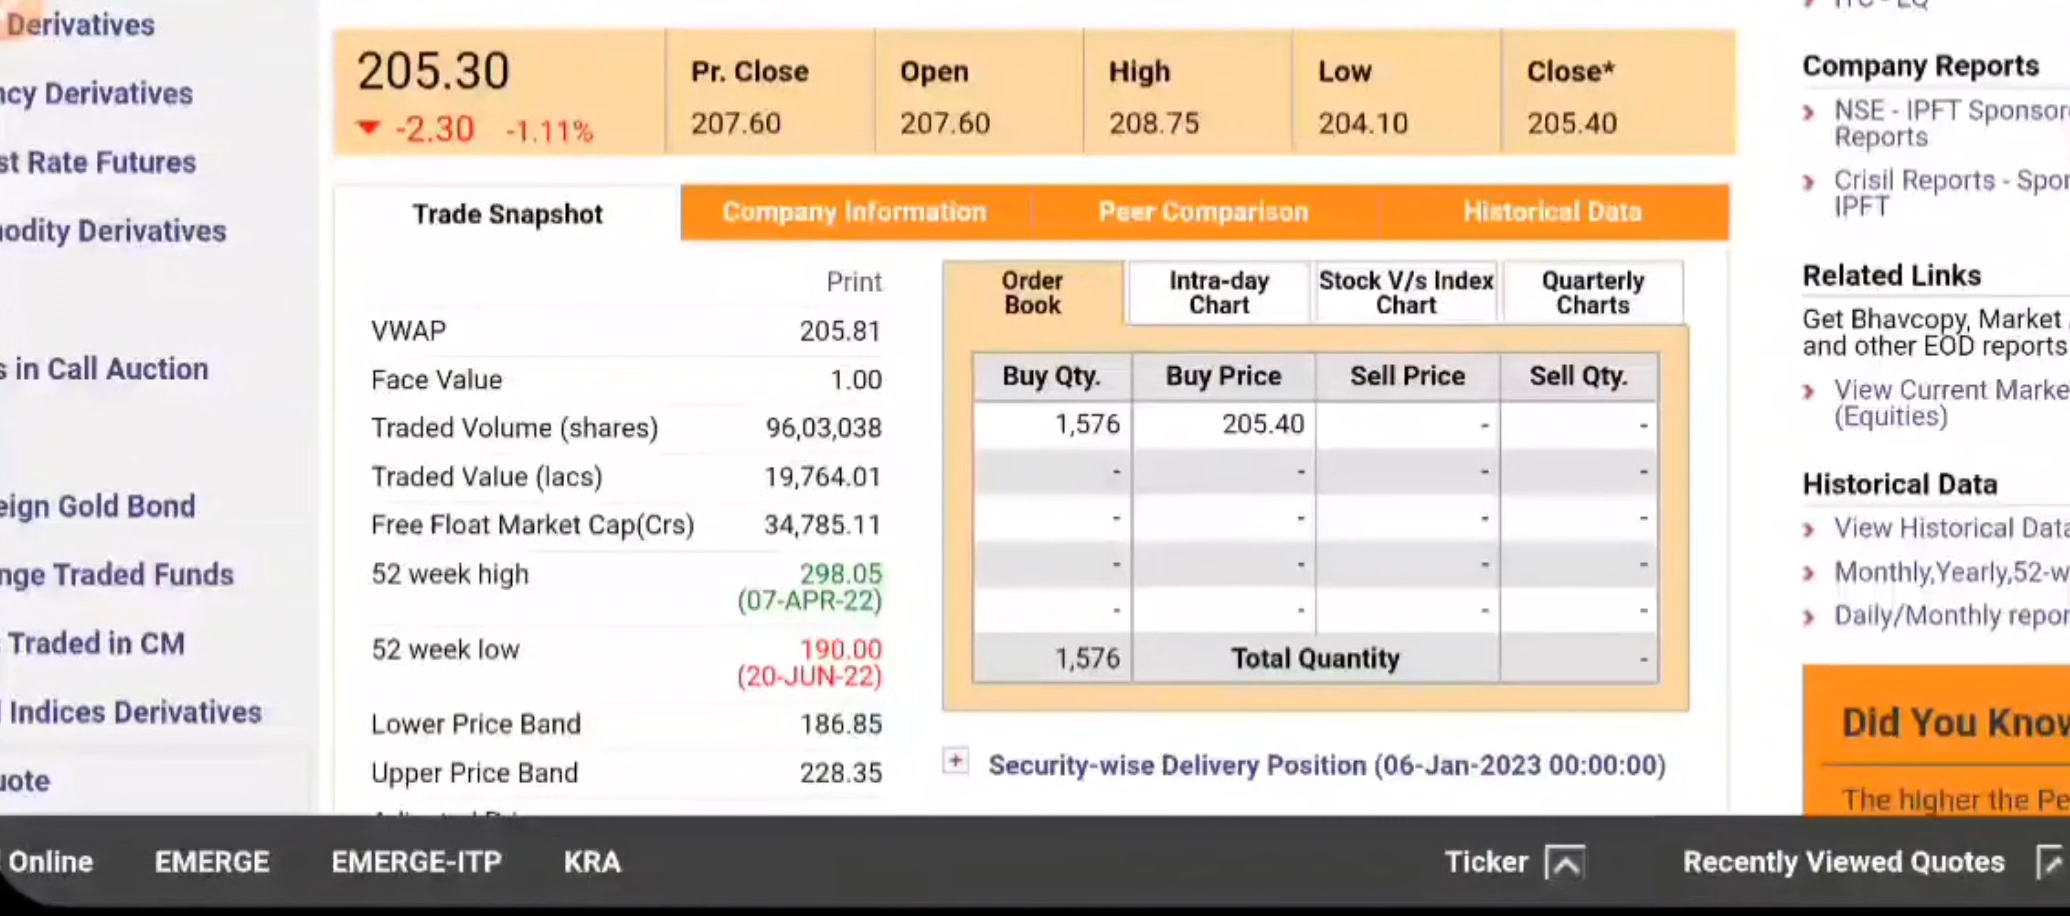 Derivatives
ncy Derivatives
st Rate Futures
nodity Derivatives
s in Call Auction
eign Gold Bond
nge Traded Funds
Traded in CM
Indices Derivatives
uote
205.30
-2.30 -1.11%
Pr. Close
207.60
Open
207.60
High
208.75
Low
204.10
Close*
205.40
Trade Snapshot Company Information Peer Comparison Historical Data
Print
VWAP 205.81
Face Value 1.00
Traded Volume (shares) 96,03,038
Traded Value (lacs) 19,764.01
Free Float Market Cap(Crs) 34,785.11
52 week high 298.05
(07-APR-22)
52 week low 190.00
(20-JUN-22)
Lower Price Band 186.85
Upper Price Band 228.35
Order
Book
Intra-day
Chart
Stock V/s Index
Chart
Quarterly
Charts
Buy Qty. Buy Price Sell Price Sell Qty.
1,576 205.40 - -
- - - -
- - - -
- - - -
- - - -
1,576 Total Quantity -
Security-wise Delivery Position (06-Jan-2023 00:00:00)
ITC - EQ
Company Reports
NSE - IPFT Sponsor
Reports
Crisil Reports - Spor
IPFT
Related Links
Get Bhavcopy, Market
and other EOD reports
View Current Marke
(Equities)
Historical Data
View Historical Data
Monthly,Yearly,52-w
Daily/Monthly repor
Did You Know
The higher the Pe
Online EMERGE EMERGE-ITP KRA Ticker Recently Viewed Quotes